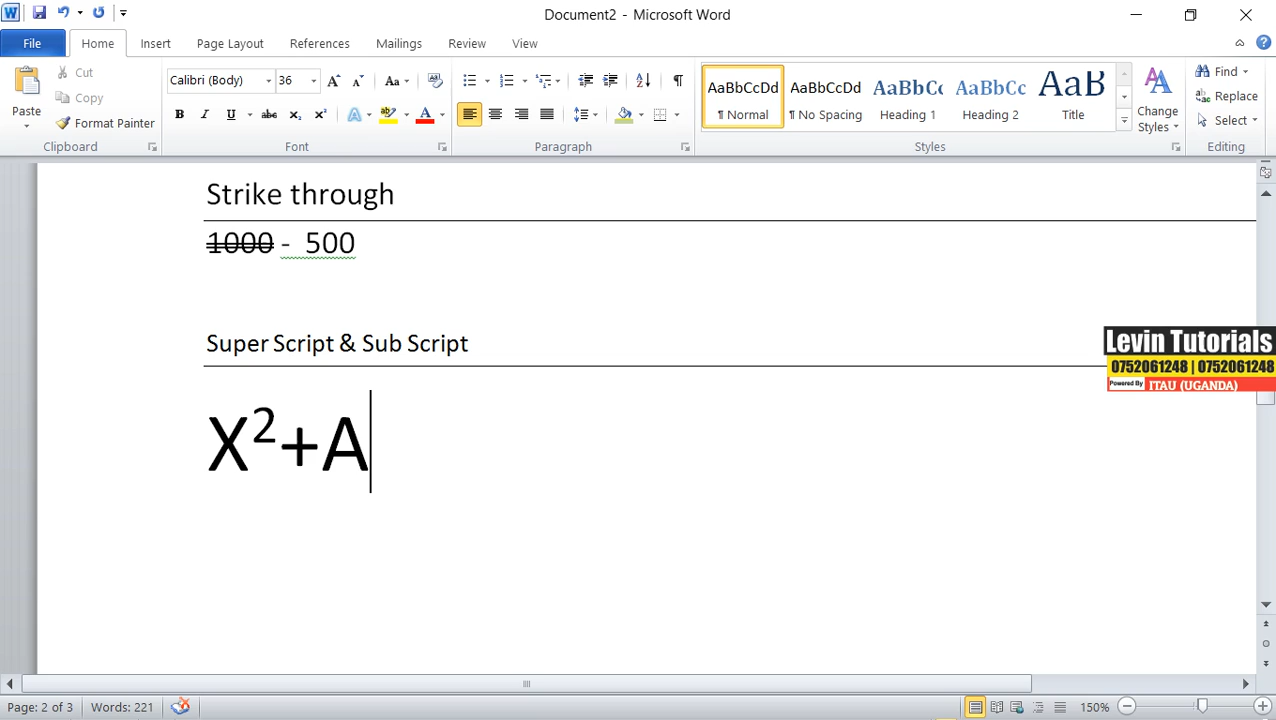 Document2 - Microsoft Word
File Home Insert Page Layout References Mailings Review View
Paste
Cut
Copy
Format Painter
Clipboard
Calibri (Body) 36
Font
Paragraph
AaBbCcDd AaBbCcDd AaBbCc AaBbCcDd AaB
¶ Normal ¶ No Spacing Heading 1 Heading 2 Title
Change Styles
Styles
Find
Replace
Select
Editing
Strike through
1000 - 500
Super Script & Sub Script
X²+A
Levin Tutorials
0752061248 | 0752061248
Powered By ITAU (UGANDA)
Page: 2 of 3 Words: 221 150%